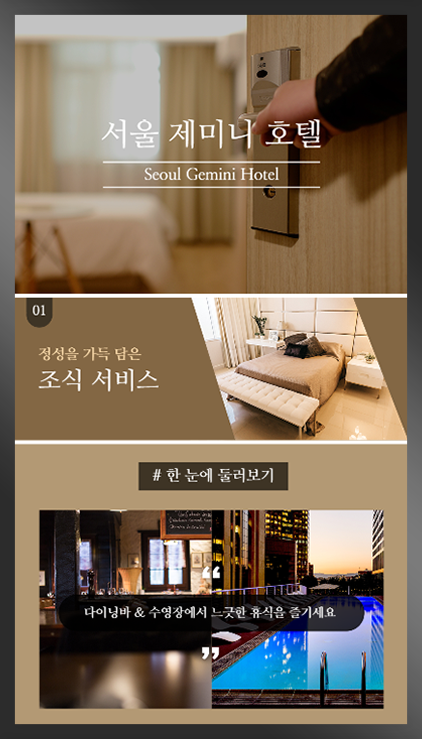 서울 제미니 호텔
Seoul Gemini Hotel
01
정성을 가득 담은
조식 서비스
# 한 눈에 둘러보기
“
다이닝바 & 수영장에서 느긋한 휴식을 즐기세요
”